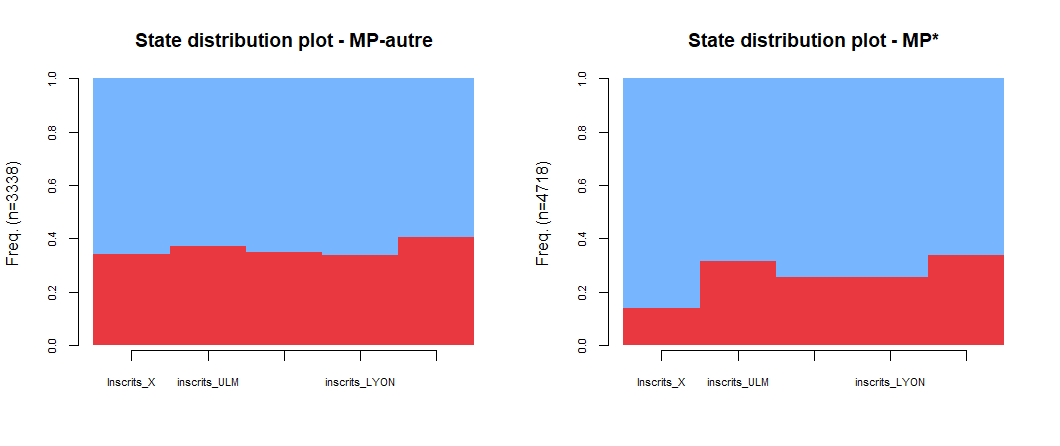 State distribution plot - MP-autre
Freq. (n=3338)
1.0
0.8
0.6
0.4
0.2
0.0
Inscrits_X
inscrits_ULM
inscrits_LYON
State distribution plot - MP*
Freq. (n=4718)
1.0
0.8
0.6
0.4
0.2
0.0
Inscrits_X
inscrits_ULM
inscrits_LYON